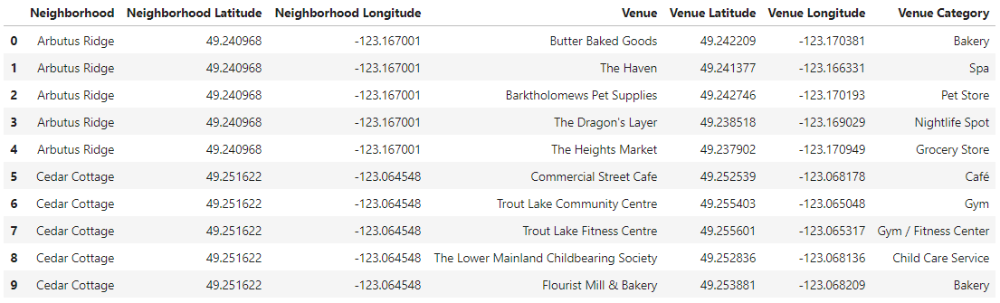 Neighborhood Neighborhood Latitude Neighborhood Longitude Venue Venue Latitude Venue Longitude Venue Category
0 Arbutus Ridge 49.240968 -123.167001 Butter Baked Goods 49.242209 -123.170381 Bakery
1 Arbutus Ridge 49.240968 -123.167001 The Haven 49.241377 -123.166331 Spa
2 Arbutus Ridge 49.240968 -123.167001 Barktholomews Pet Supplies 49.242746 -123.170193 Pet Store
3 Arbutus Ridge 49.240968 -123.167001 The Dragon's Layer 49.238518 -123.169029 Nightlife Spot
4 Arbutus Ridge 49.240968 -123.167001 The Heights Market 49.237902 -123.170949 Grocery Store
5 Cedar Cottage 49.251622 -123.064548 Commercial Street Cafe 49.252539 -123.068178 Café
6 Cedar Cottage 49.251622 -123.064548 Trout Lake Community Centre 49.255403 -123.065048 Gym
7 Cedar Cottage 49.251622 -123.064548 Trout Lake Fitness Centre 49.255601 -123.065317 Gym / Fitness Center
8 Cedar Cottage 49.251622 -123.064548 The Lower Mainland Childbearing Society 49.252836 -123.068136 Child Care Service
9 Cedar Cottage 49.251622 -123.064548 Flourist Mill & Bakery 49.253881 -123.068209 Bakery